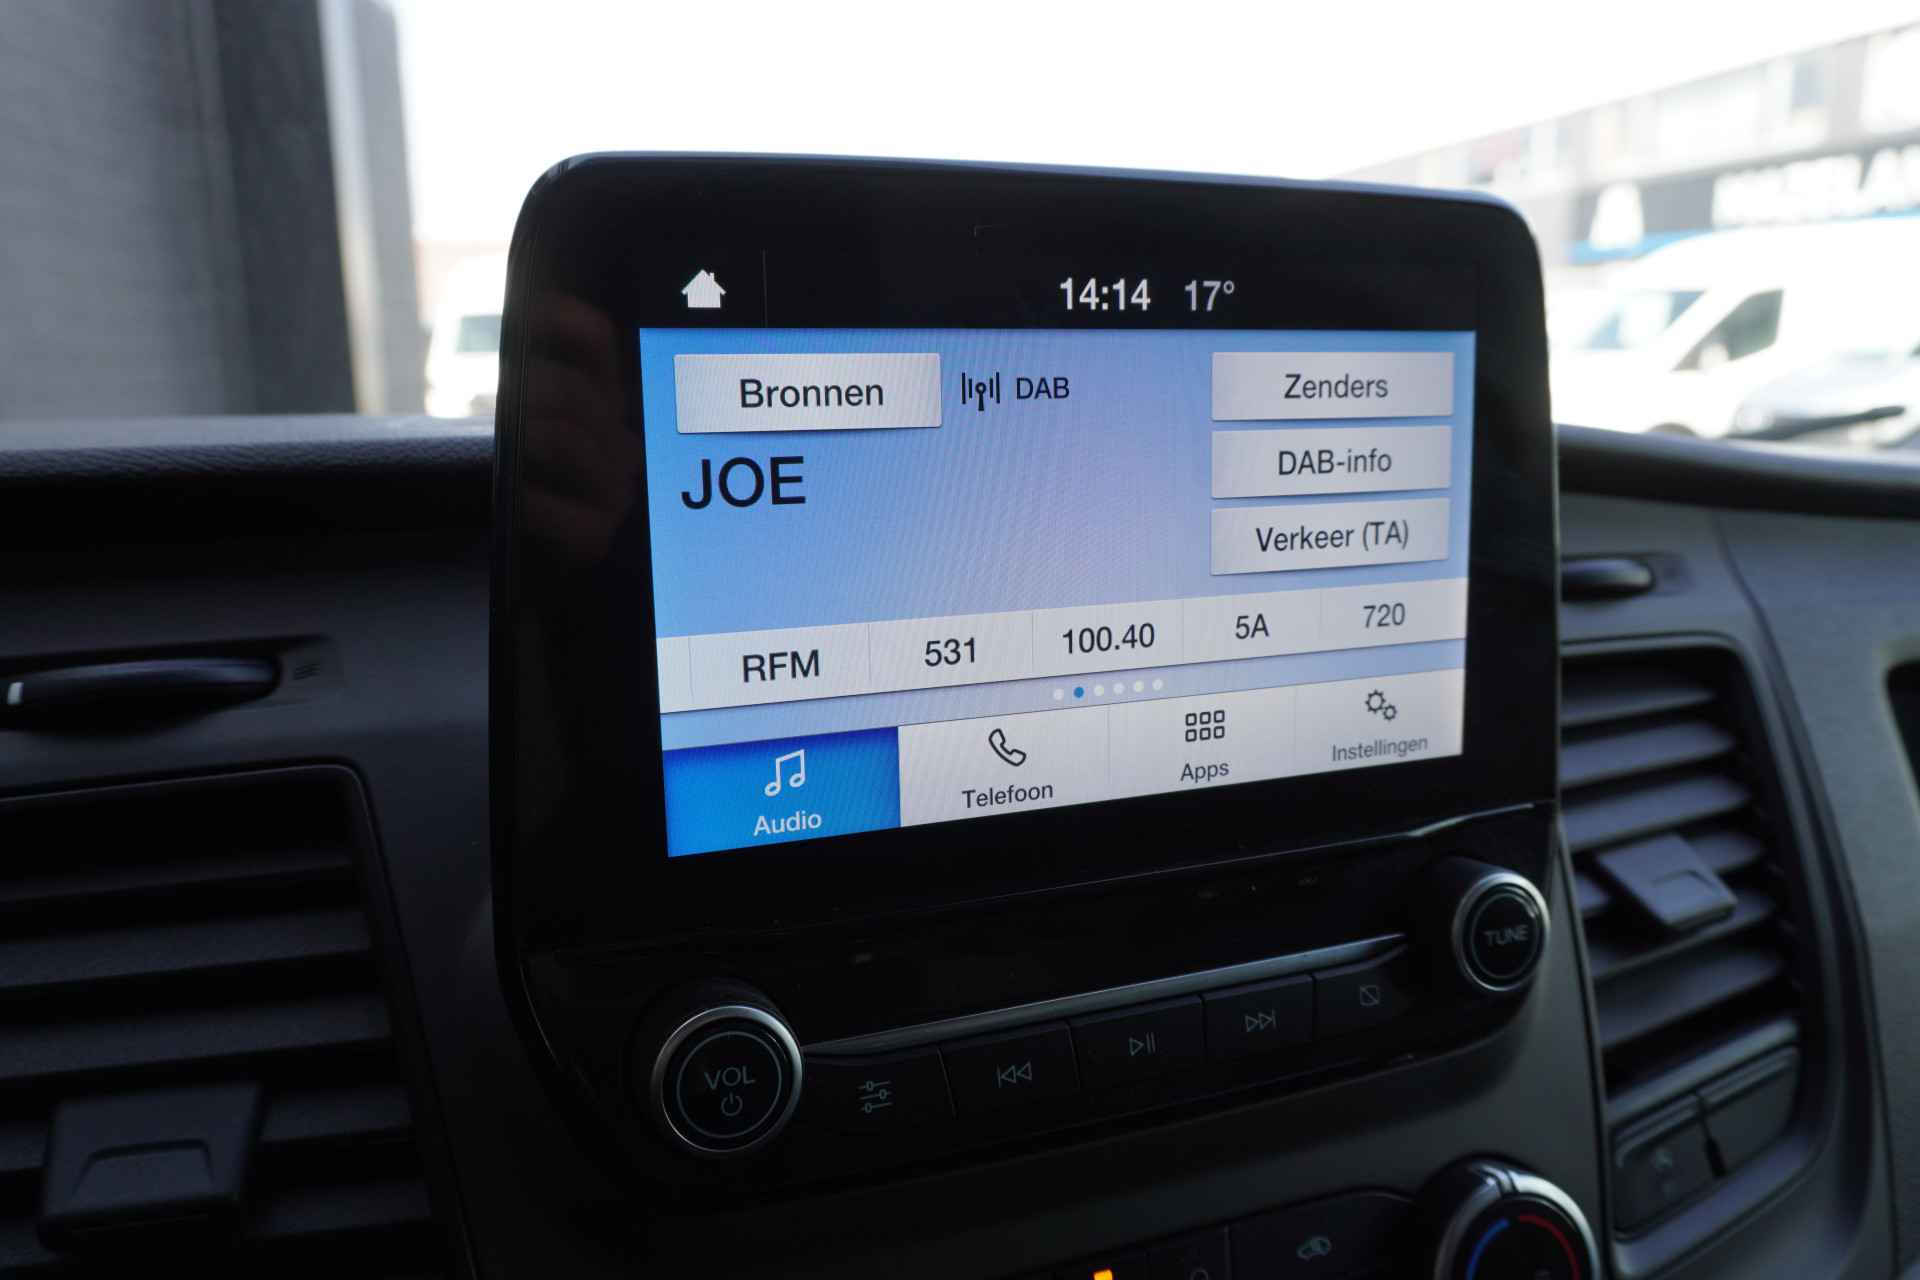 14:14 17°
Bronnen DAB Zenders
JOE
DAB-info
Verkeer (TA)
RFM 531 100.40 5A 720
Audio Telefoon Apps Instellingen
TUNE
VOL